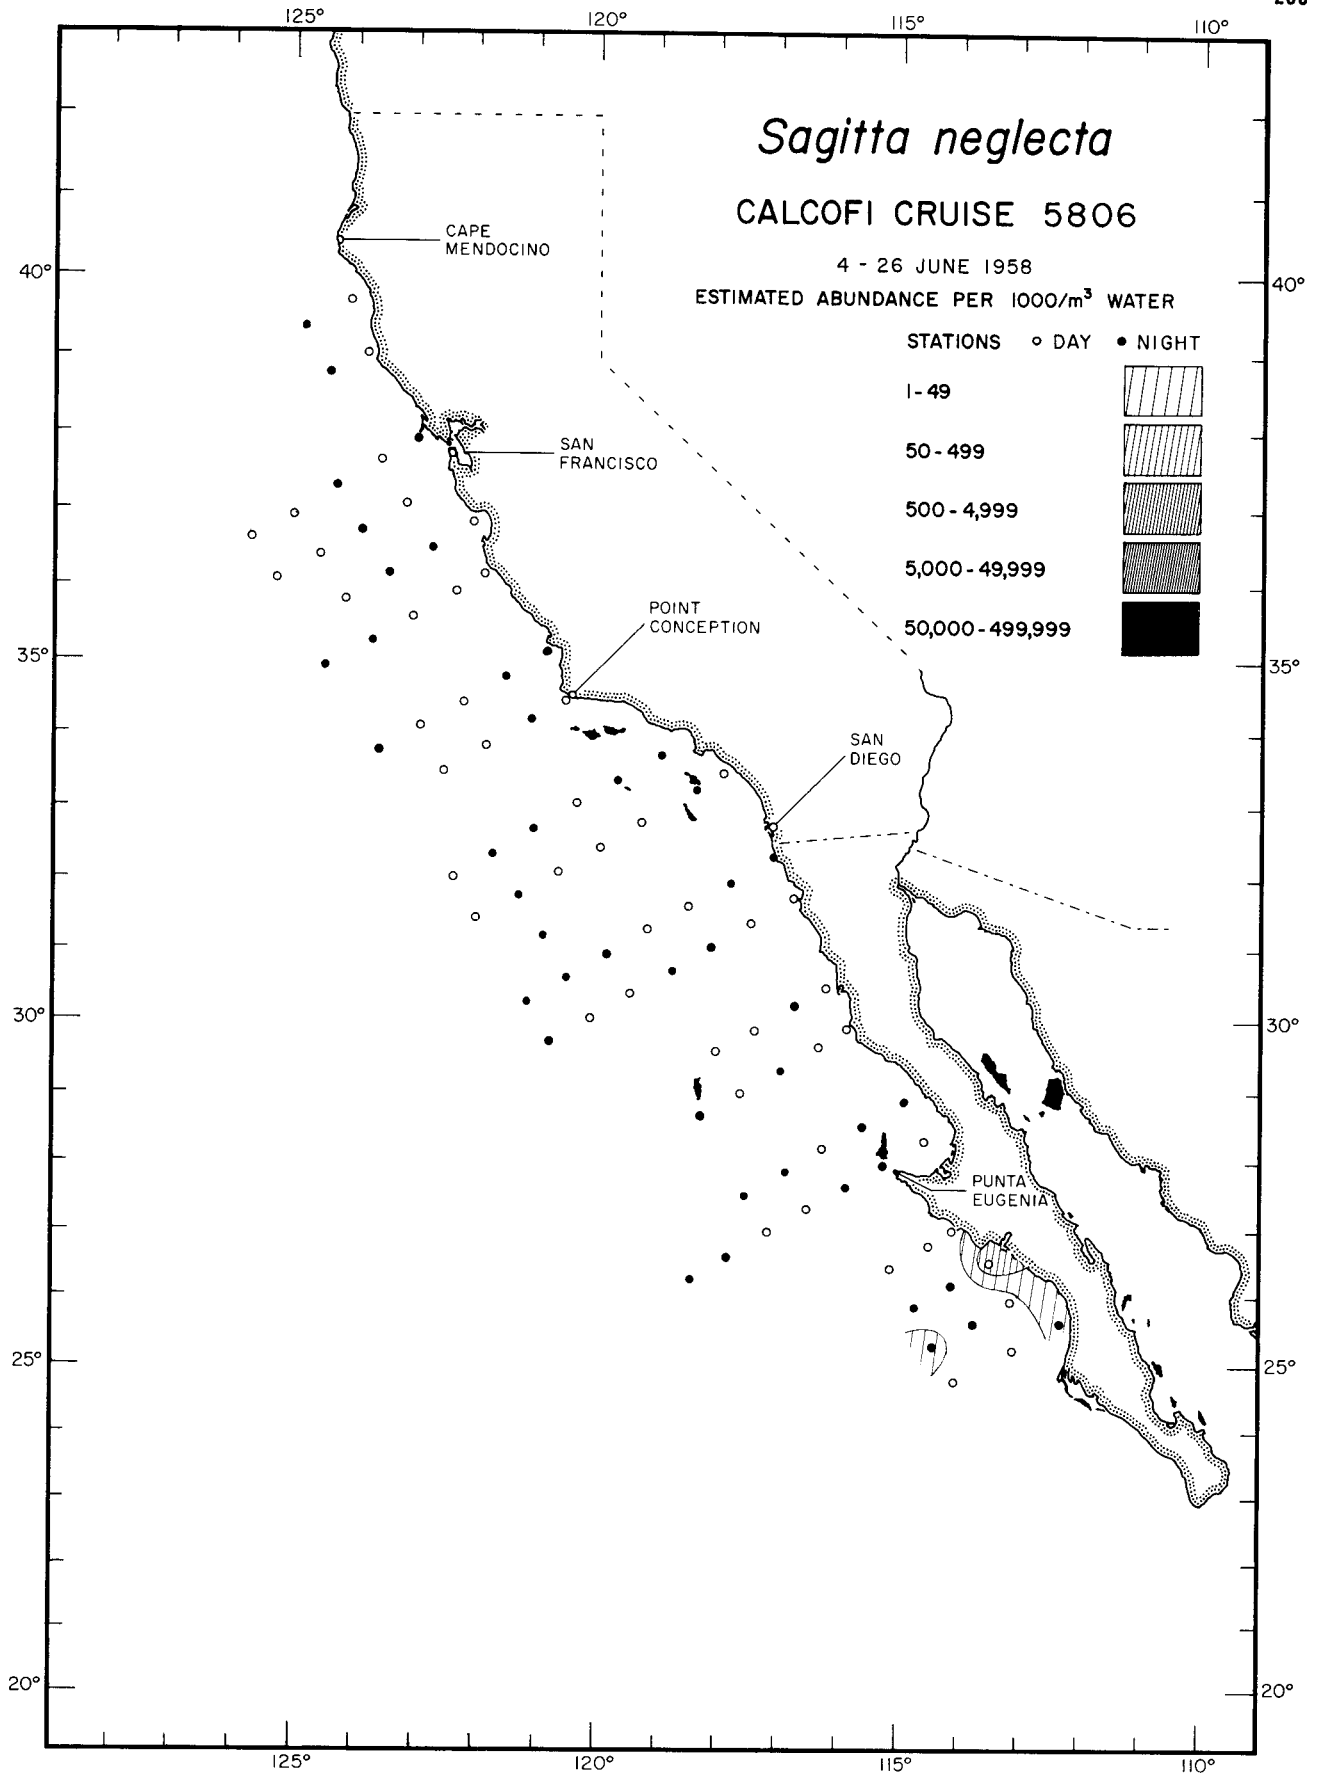 125° 120° 115° 110°
Sagitta neglecta
CALCOFI CRUISE 5806
4 - 26 JUNE 1958
ESTIMATED ABUNDANCE PER 1000/m³ WATER
STATIONS ○ DAY ● NIGHT
1-49
50-499
500-4,999
5,000-49,999
50,000-499,999
CAPE
MENDOCINO
40° 40°
SAN
FRANCISCO
POINT
CONCEPTION
35° 35°
SAN
DIEGO
30° 30°
PUNTA
EUGENIA
25° 25°
20° 20°
125° 120° 115° 110°